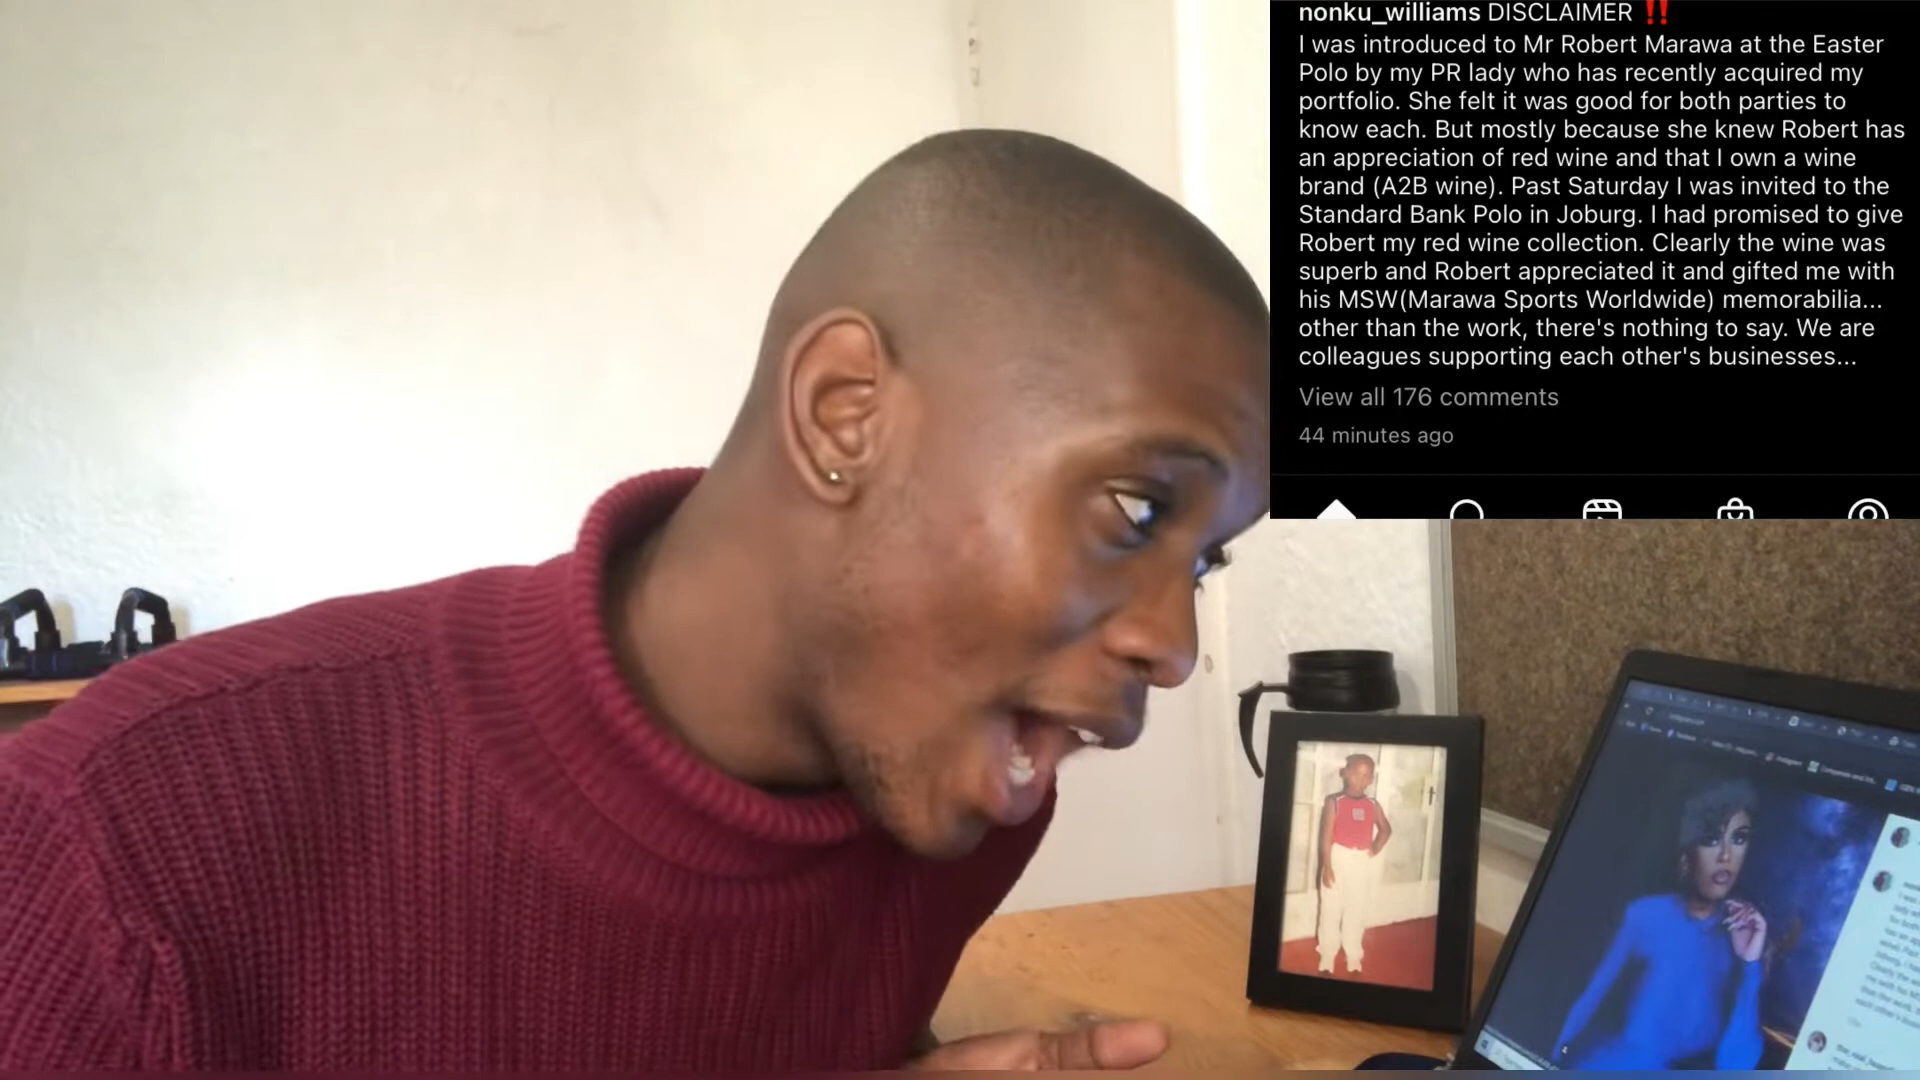 nonku_williams DISCLAIMER ‼️
I was introduced to Mr Robert Marawa at the Easter
Polo by my PR lady who has recently acquired my
portfolio. She felt it was good for both parties to
know each. But mostly because she knew Robert has
an appreciation of red wine and that I own a wine
brand (A2B wine). Past Saturday I was invited to the
Standard Bank Polo in Joburg. I had promised to give
Robert my red wine collection. Clearly the wine was
superb and Robert appreciated it and gifted me with
his MSW(Marawa Sports Worldwide) memorabilia...
other than the work, there's nothing to say. We are
colleagues supporting each other's businesses...
View all 176 comments
44 minutes ago